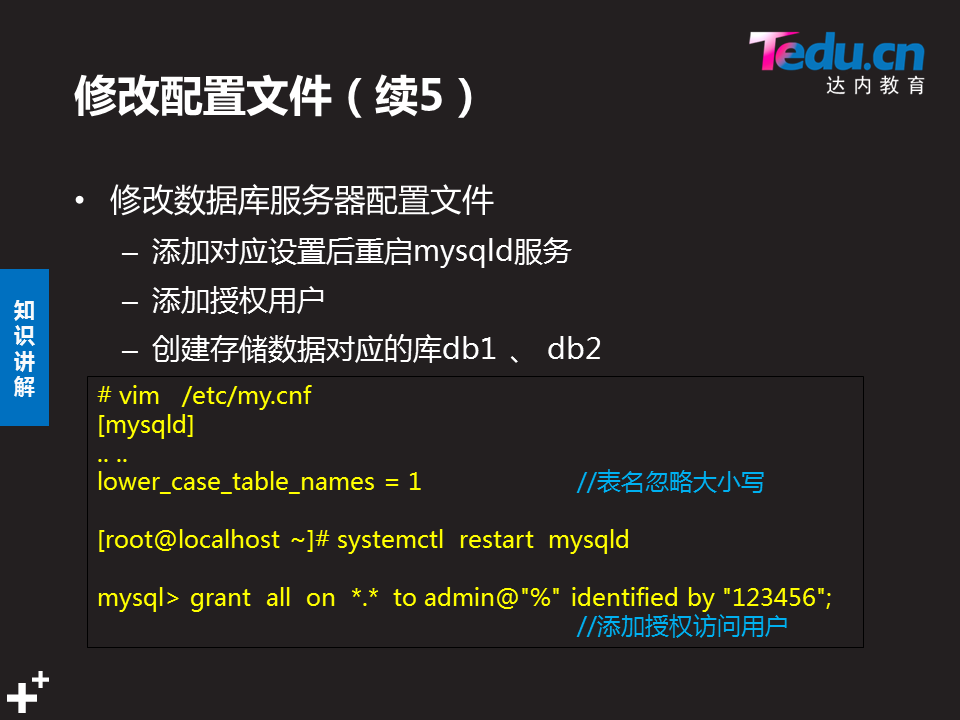 Tedu.cn
达内教育
修改配置文件（续5）
• 修改数据库服务器配置文件
– 添加对应设置后重启mysqld服务
– 添加授权用户
– 创建存储数据对应的库db1 、 db2
知识讲解
# vim /etc/my.cnf
[mysqld]
.. ..
lower_case_table_names = 1 //表名忽略大小写
[root@localhost ~]# systemctl restart mysqld
mysql> grant all on *.* to admin@"%" identified by "123456";
//添加授权访问用户